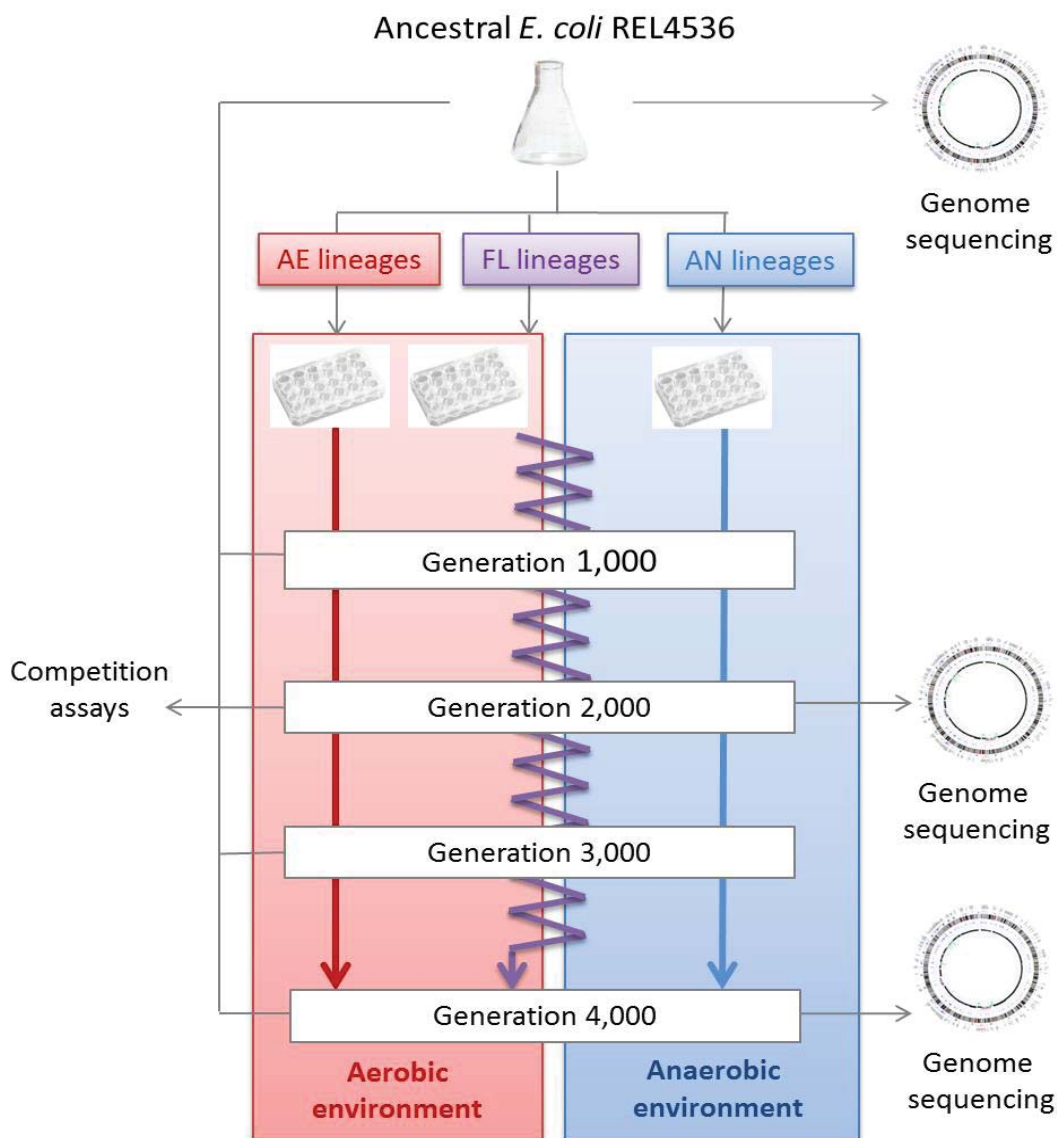 Ancestral E. coli REL4536
Genome
sequencing
AE lineages
FL lineages
AN lineages
Generation 1,000
Competition
assays
Generation 2,000
Genome
sequencing
Generation 3,000
Generation 4,000
Genome
sequencing
Aerobic
environment
Anaerobic
environment